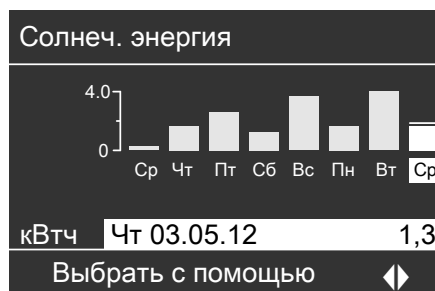 Солнеч. энергия
4.0
0
Ср Чт Пт Сб Вс Пн Вт Ср
кВтч Чт 03.05.12 1,3
Выбрать с помощью